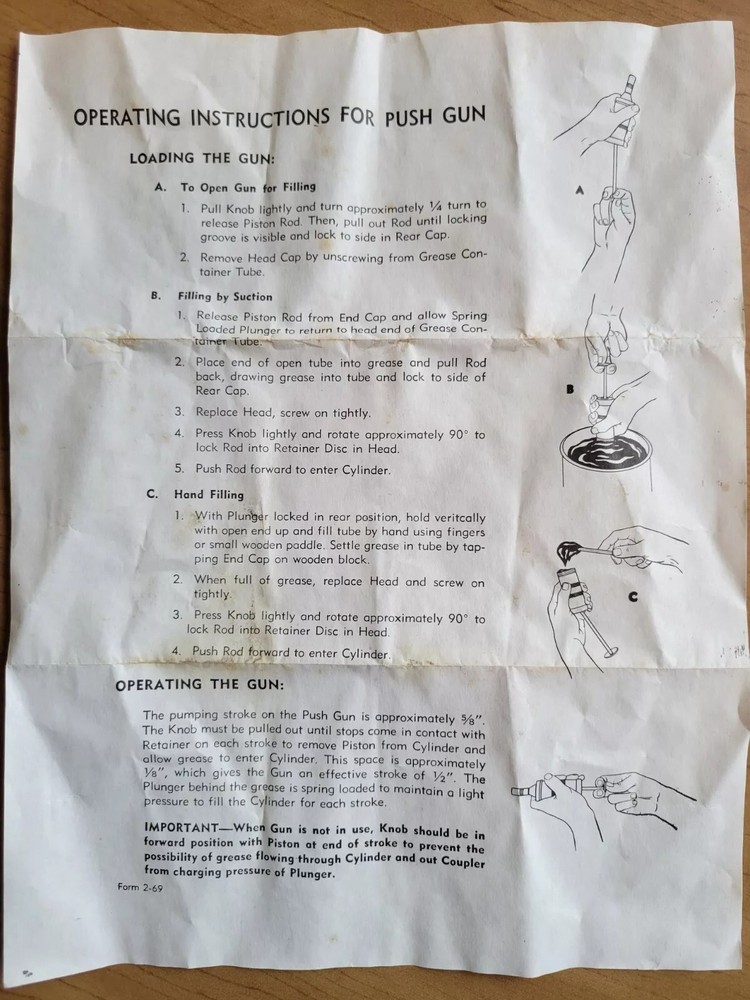 OPERATING INSTRUCTIONS FOR PUSH GUN
LOADING THE GUN:
A. To Open Gun for Filling
1. Pull Knob lightly and turn approximately ¼ turn to
release Piston Rod. Then, pull out Rod until locking
groove is visible and lock to side in Rear Cap.
2. Remove Head Cap by unscrewing from Grease Con-
tainer Tube.
A
B. Filling by Suction
1. Release Piston Rod from End Cap and allow Spring
Loaded Plunger to return to head end of Grease Con-
tainer Tube.
2. Place end of open tube into grease and pull Rod
back, drawing grease into tube and lock to side of
Rear Cap.
3. Replace Head, screw on tightly.
4. Press Knob lightly and rotate approximately 90° to
lock Rod into Retainer Disc in Head.
5. Push Rod forward to enter Cylinder.
B
C. Hand Filling
1. With Plunger locked in rear position, hold veritcally
with open end up and fill tube by hand using fingers
or small wooden paddle. Settle grease in tube by tap-
ping End Cap on wooden block.
2. When full of grease, replace Head and screw on
tightly.
3. Press Knob lightly and rotate approximately 90° to
lock Rod into Retainer Disc in Head.
4. Push Rod forward to enter Cylinder.
C
OPERATING THE GUN:
The pumping stroke on the Push Gun is approximately ⅝".
The Knob must be pulled out until stops come in contact with
Retainer on each stroke to remove Piston from Cylinder and
allow grease to enter Cylinder. This space is approximately
⅛", which gives the Gun an effective stroke of ½". The
Plunger behind the grease is spring loaded to maintain a light
pressure to fill the Cylinder for each stroke.
IMPORTANT—When Gun is not in use, Knob should be in
forward position with Piston at end of stroke to prevent the
possibility of grease flowing through Cylinder and out Coupler
from charging pressure of Plunger.
Form 2-69